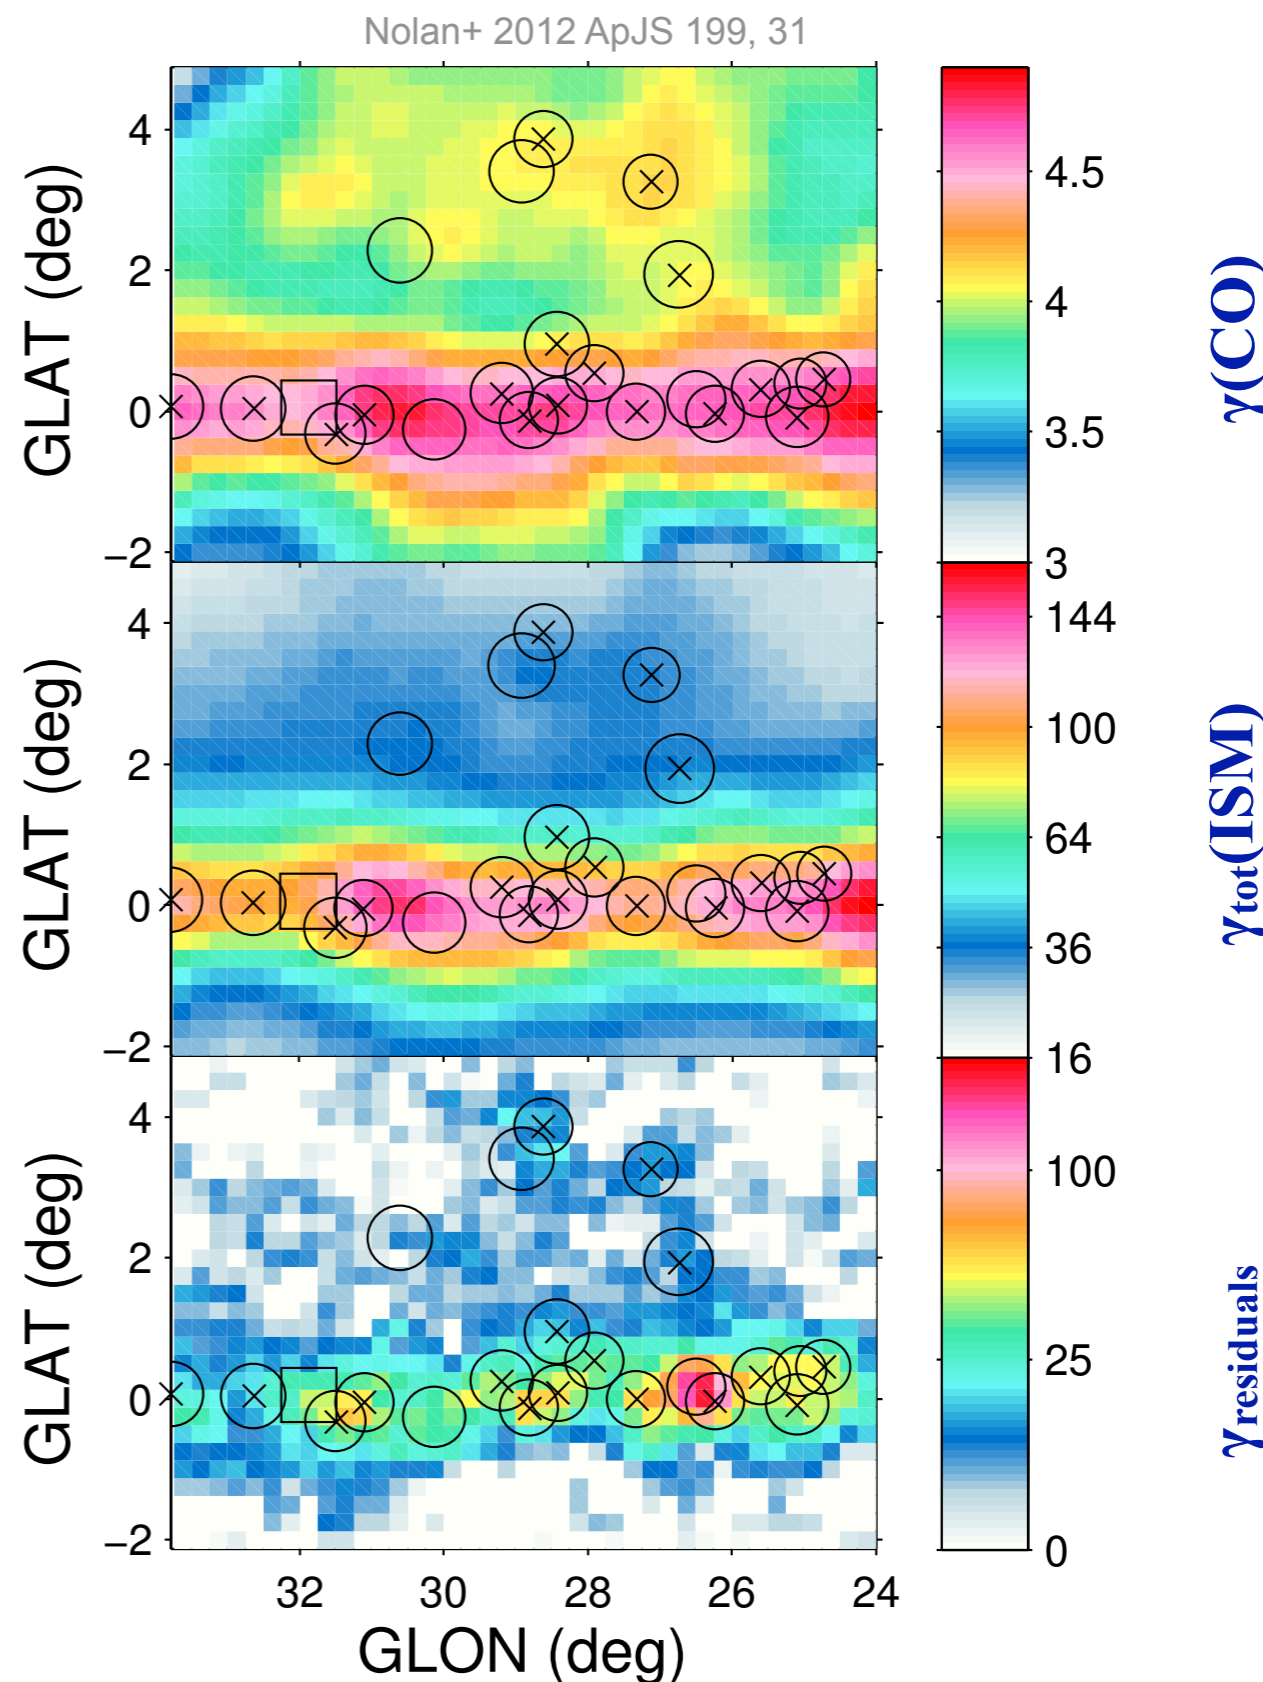 Nolan+ 2012 ApJS 199, 31
GLAT (deg)
4
2
0
−2
4.5
4
3.5
3
γ(CO)
GLAT (deg)
4
2
0
−2
144
100
64
36
16
γtot(ISM)
GLAT (deg)
4
2
0
−2
100
25
0
γresiduals
32 30 28 26 24
GLON (deg)